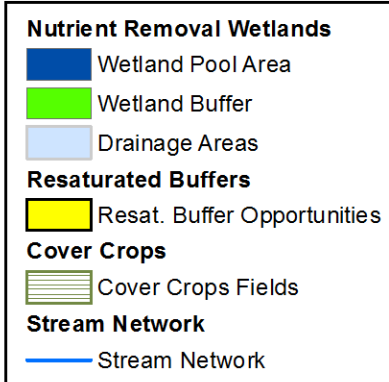 Nutrient Removal Wetlands
Wetland Pool Area
Wetland Buffer
Drainage Areas
Resaturated Buffers
Resat. Buffer Opportunities
Cover Crops
Cover Crops Fields
Stream Network
Stream Network